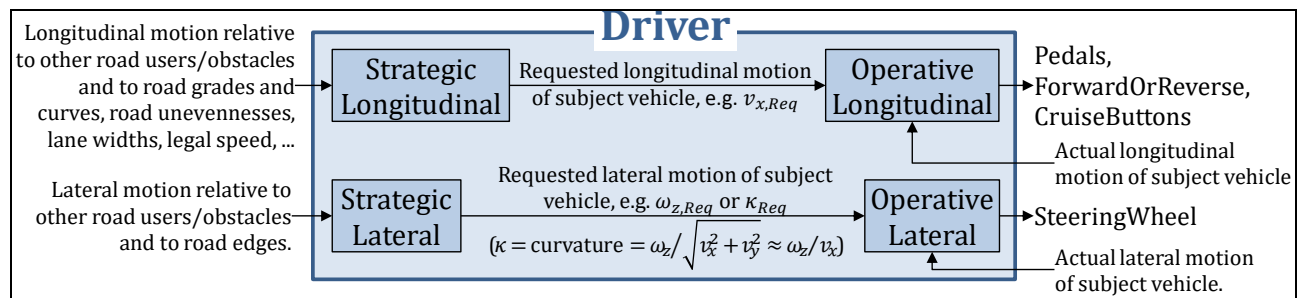 Driver
Longitudinal motion relative
to other road users/obstacles
and to road grades and
curves, road unevennesses,
lane widths, legal speed, ...
Strategic
Longitudinal
Requested longitudinal motion
of subject vehicle, e.g. v_{x,Req}
Operative
Longitudinal
Pedals,
ForwardOrReverse,
CruiseButtons
Actual longitudinal
motion of subject vehicle
Lateral motion relative to
other road users/obstacles
and to road edges.
Strategic
Lateral
Requested lateral motion of subject
vehicle, e.g. ω_{z,Req} or κ_{Req}
(κ = curvature = ω_z/√(v_x^2 + v_y^2) ≈ ω_z/v_x)
Operative
Lateral
SteeringWheel
Actual lateral motion
of subject vehicle.